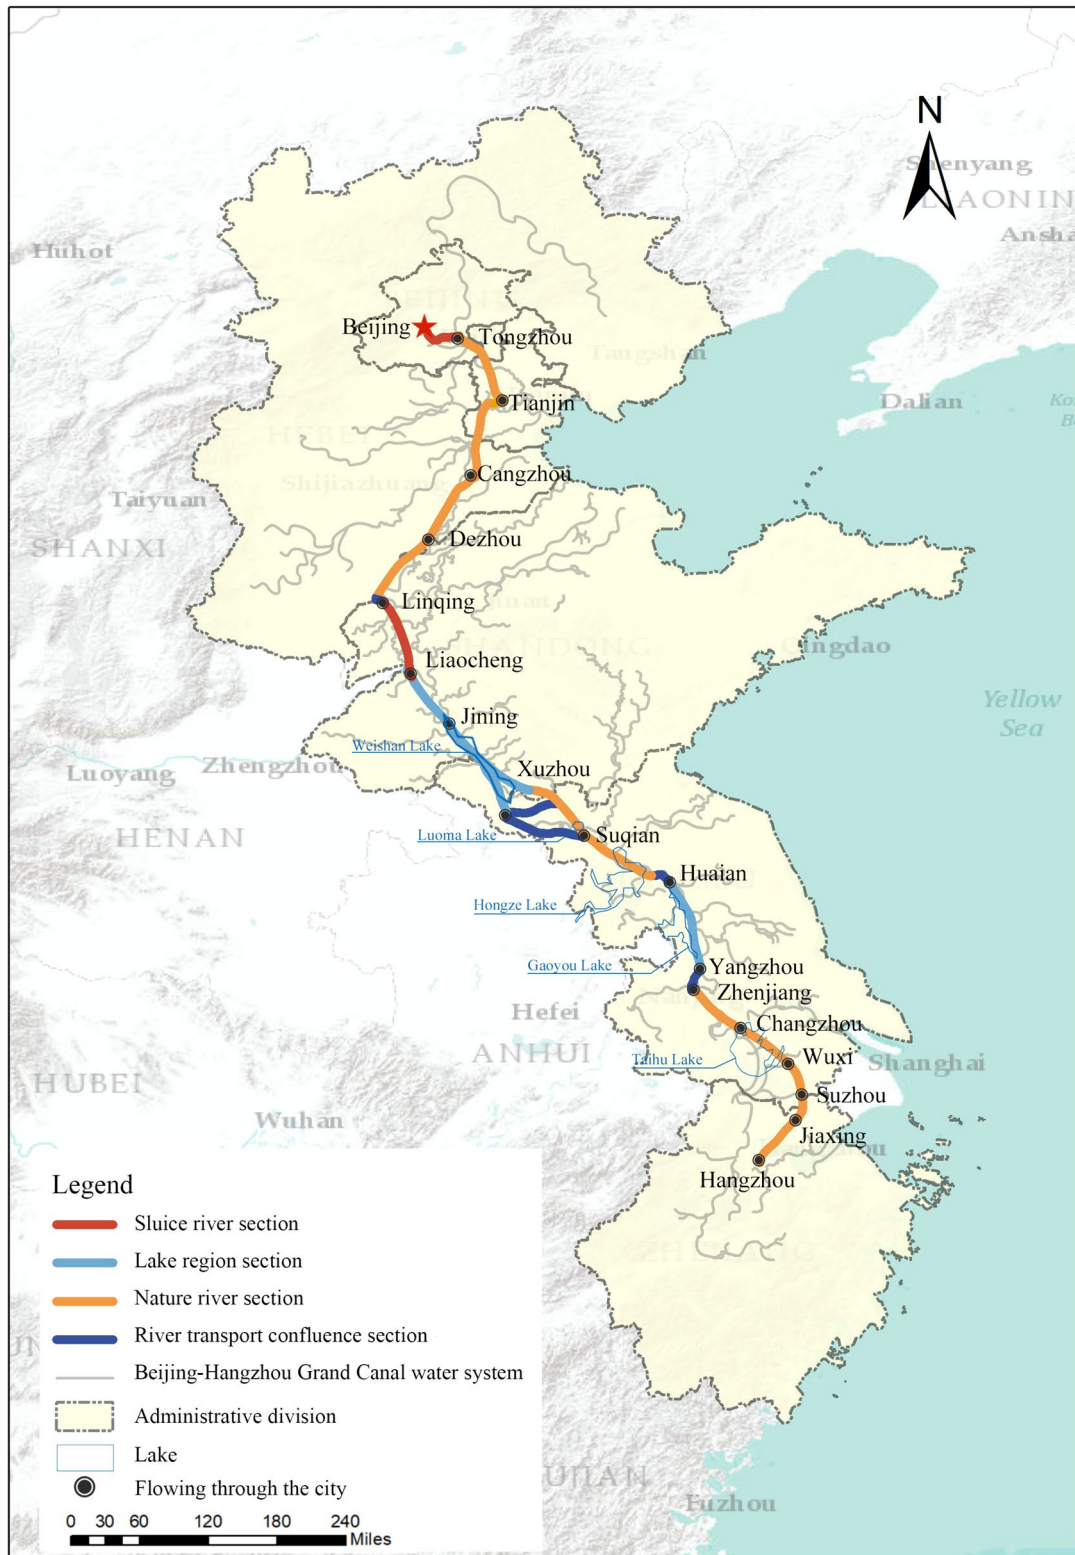 N
Shenyang
LIAONIN
Ansha
Huhot
BEIJING
Beijing
Tongzhou
Tangshan
Tianjin
Dalian
HEBEI
Cangzhou
Shijiazhuang
Taiyuan
SHANXI
Dezhou
Linqing
Jinan
SHANDONG
Qingdao
Liaocheng
Yellow
Sea
Jining
Weishan Lake
Xuzhou
Zhengzhou
Luoyang
HENAN
Luoma Lake
Suqian
Huaian
Hongze Lake
Gaoyou Lake
Yangzhou
Zhenjiang
Hefei
Changzhou
ANHUI
Taihu Lake
Wuxi
Shanghai
HUBEI
Suzhou
Wuhan
Jiaxing
Hangzhou
Legend
Sluice river section
Lake region section
Nature river section
River transport confluence section
Beijing-Hangzhou Grand Canal water system
Administrative division
Lake
Flowing through the city
0 30 60 120 180 240
Miles
UJIAN
Fuzhou